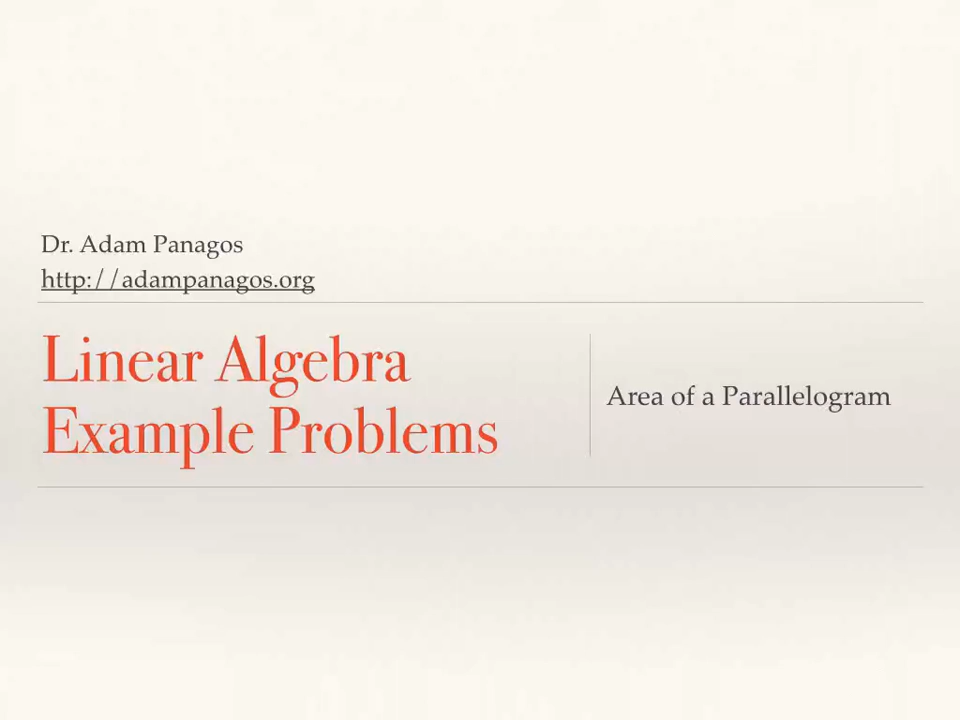 Dr. Adam Panagos
http://adampanagos.org
Linear Algebra
Example Problems
Area of a Parallelogram